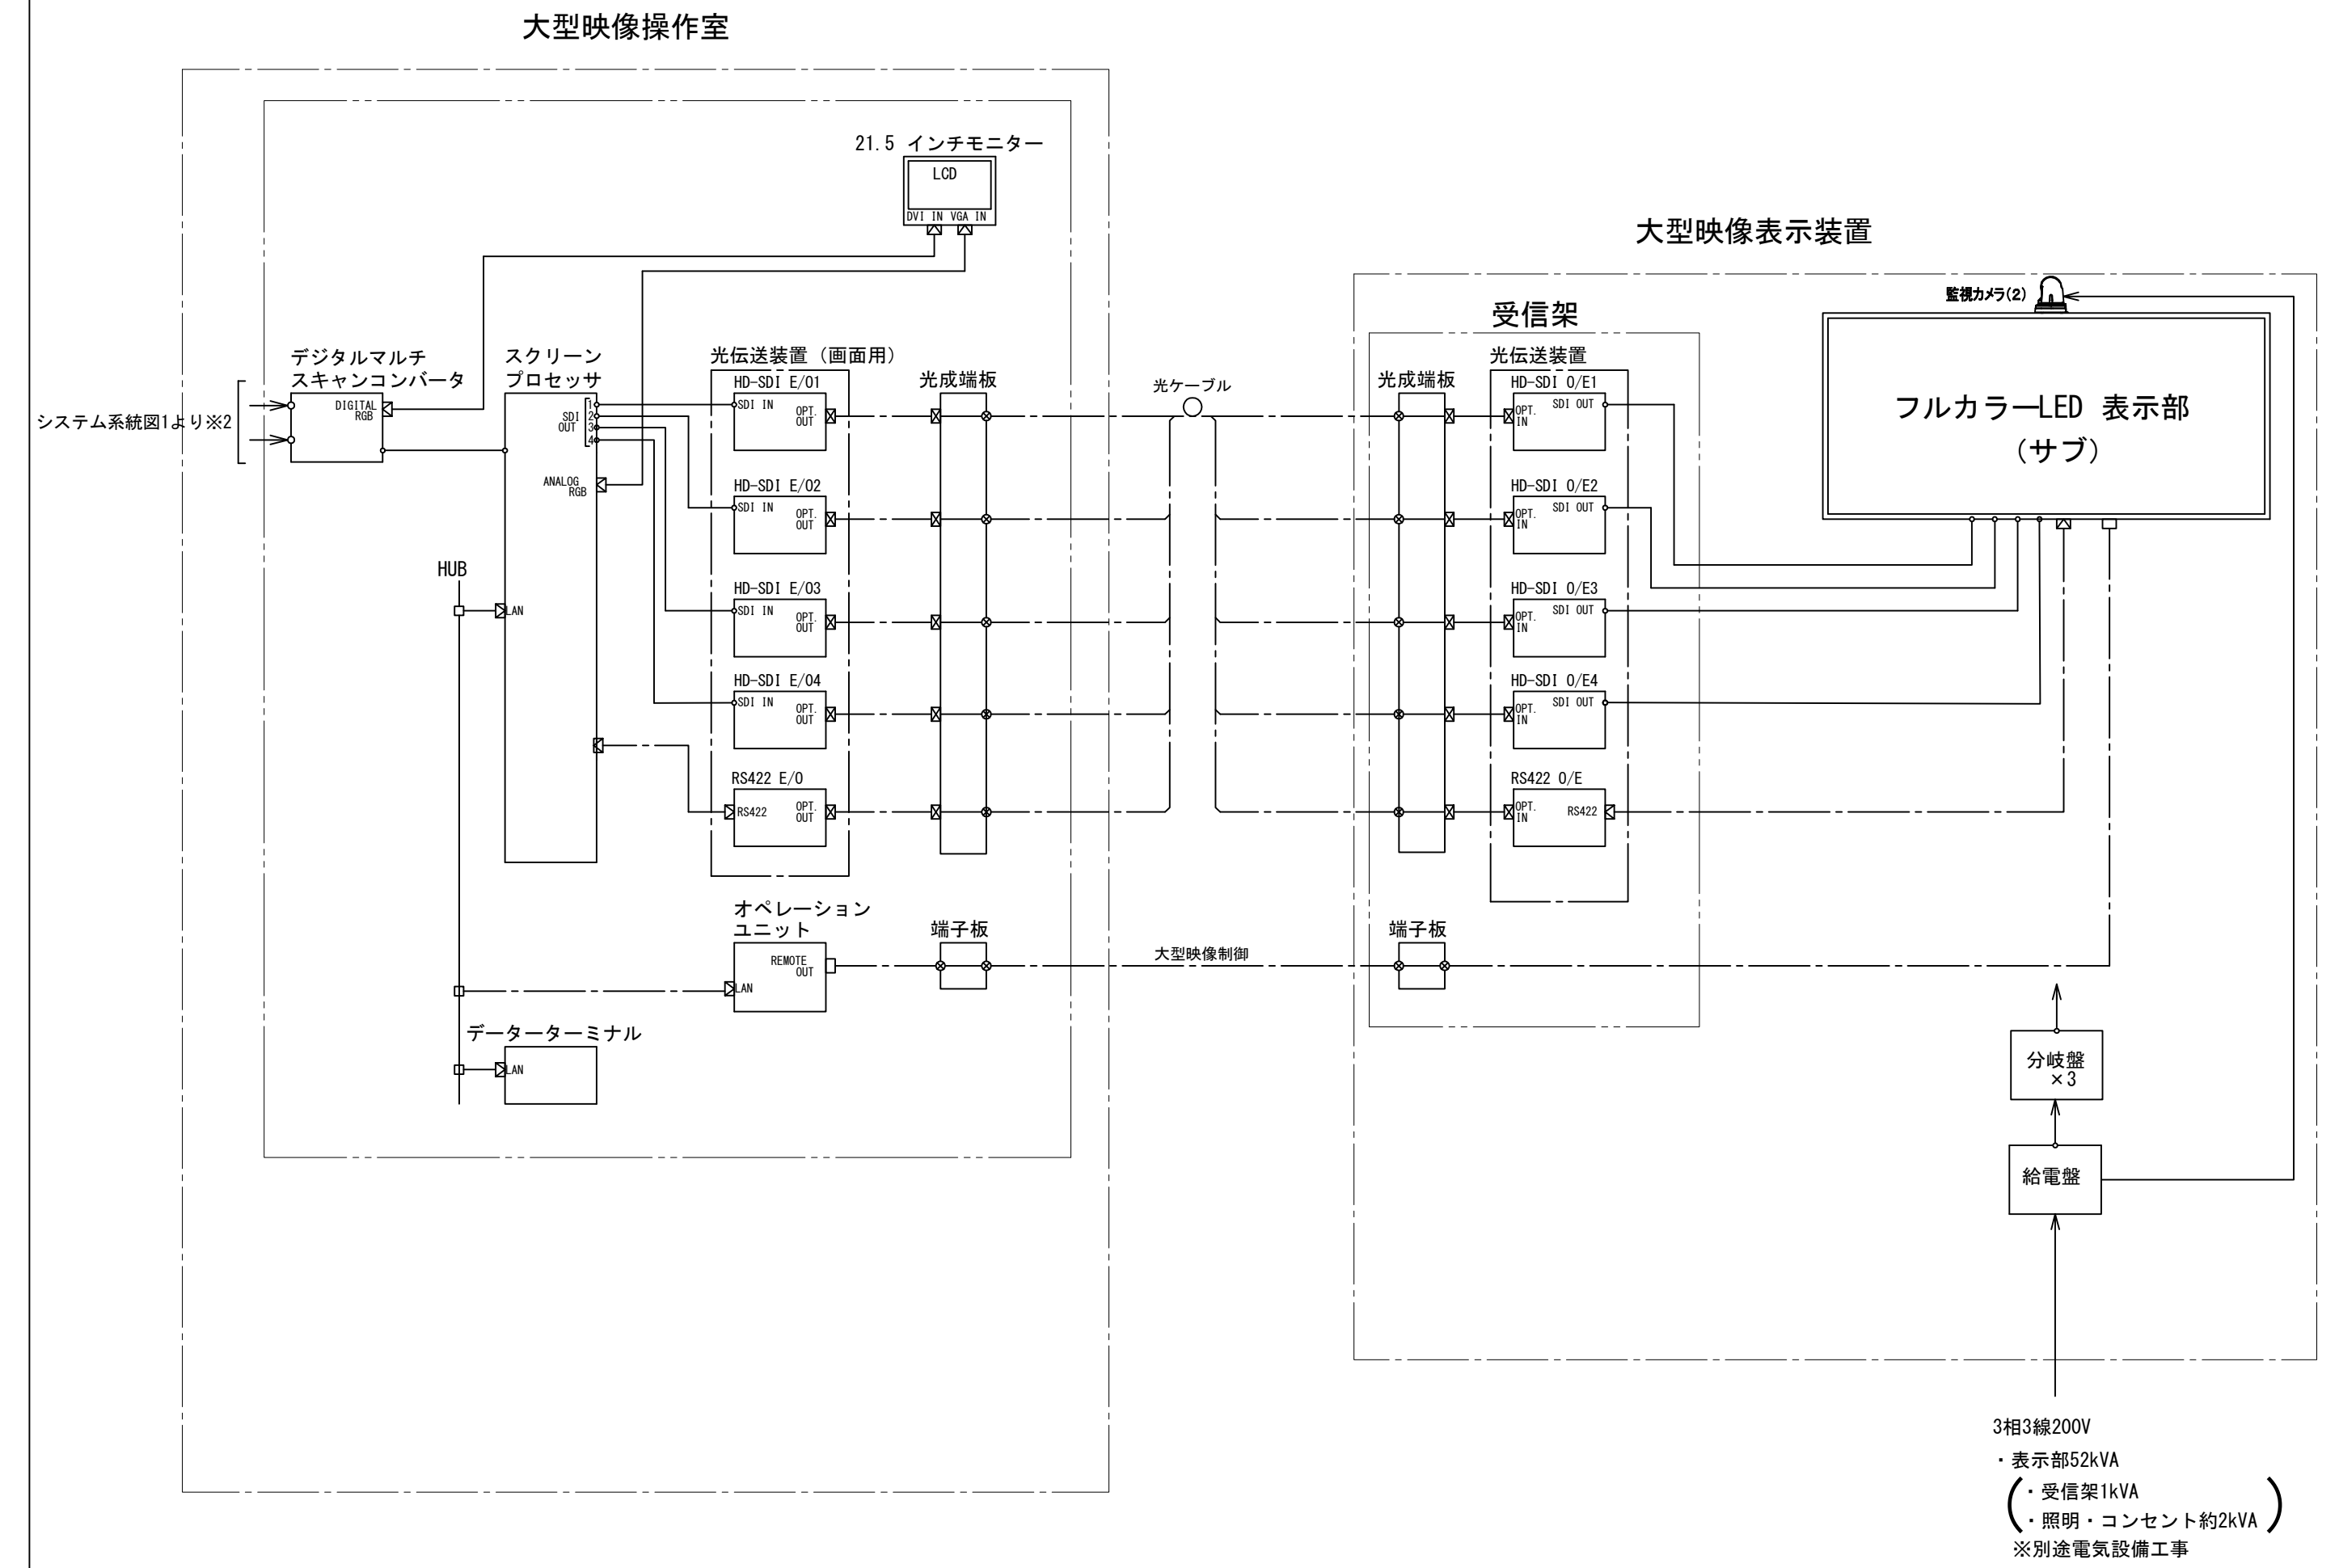 大型映像操作室
21.5 インチモニター
LCD
DVI IN VGA IN
大型映像表示装置
監視カメラ(2)
受信架
デジタルマルチ
スキャンコンバータ
スクリーン
プロセッサ
光伝送装置（画面用）
光成端板
光ケーブル
光成端板
光伝送装置
システム系統図1より※2
DIGITAL
RGB
SDI
OUT
1
2
3
4
ANALOG
RGB
HD-SDI E/O1
SDI IN
OPT.
OUT
HD-SDI E/O2
SDI IN
OPT.
OUT
HD-SDI E/O3
SDI IN
OPT.
OUT
HD-SDI E/O4
SDI IN
OPT.
OUT
RS422 E/O
RS422
OPT.
OUT
HD-SDI O/E1
SDI OUT
OPT.
IN
HD-SDI O/E2
SDI OUT
OPT.
IN
HD-SDI O/E3
SDI OUT
OPT.
IN
HD-SDI O/E4
SDI OUT
OPT.
IN
RS422 O/E
OPT.
IN
RS422
フルカラーLED 表示部
(サブ)
HUB
LAN
オペレーション
ユニット
REMOTE
OUT
LAN
端子板
大型映像制御
端子板
データーターミナル
LAN
分岐盤
×3
給電盤
3相3線200V
・表示部52kVA
・受信架1kVA
・照明・コンセント約2kVA
※別途電気設備工事